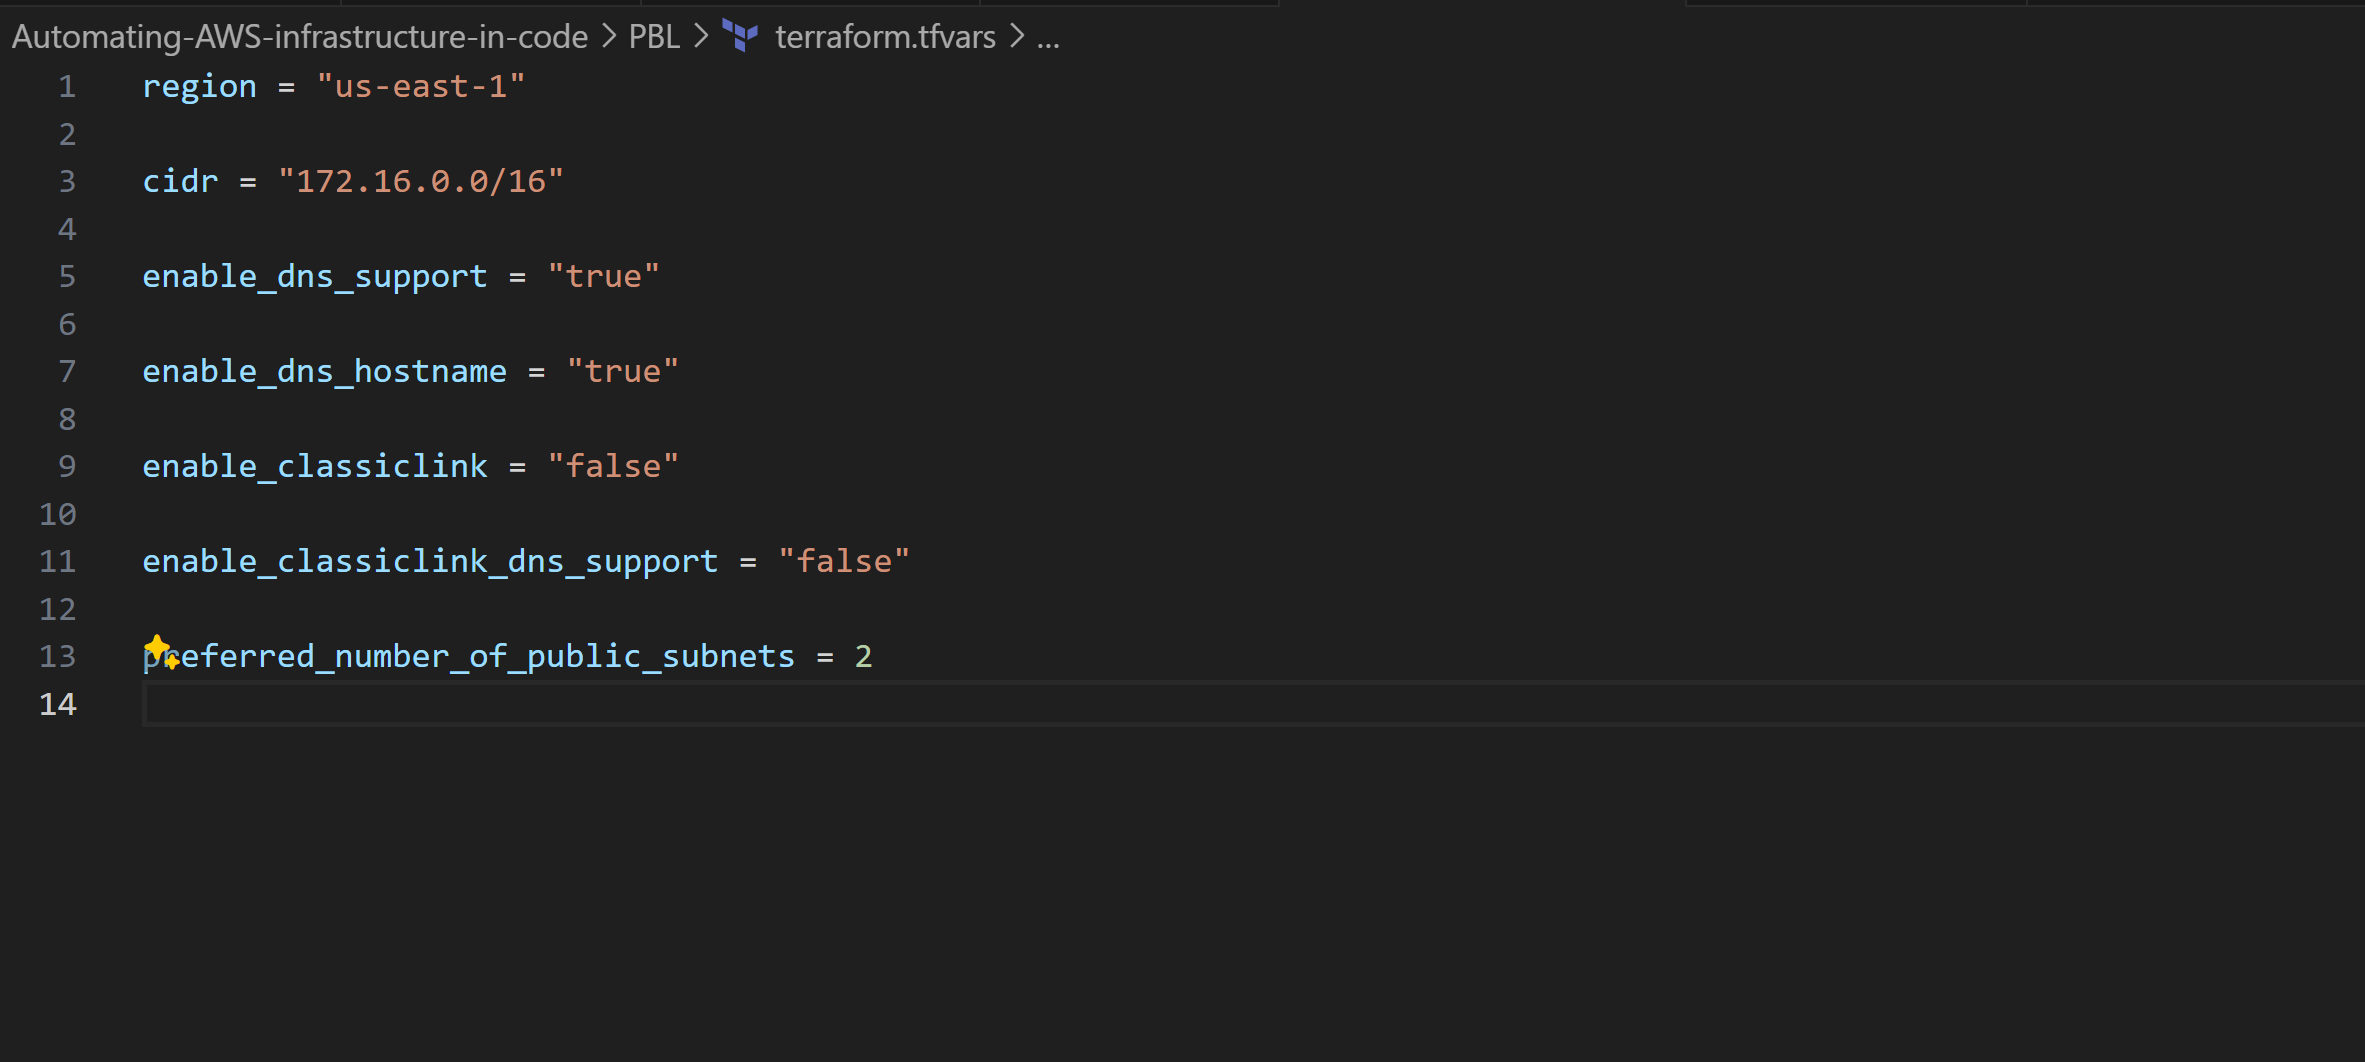 Automating-AWS-infrastructure-in-code > PBL > terraform.tfvars > ...
1 region = "us-east-1"
2
3 cidr = "172.16.0.0/16"
4
5 enable_dns_support = "true"
6
7 enable_dns_hostname = "true"
8
9 enable_classiclink = "false"
10
11 enable_classiclink_dns_support = "false"
12
13 preferred_number_of_public_subnets = 2
14